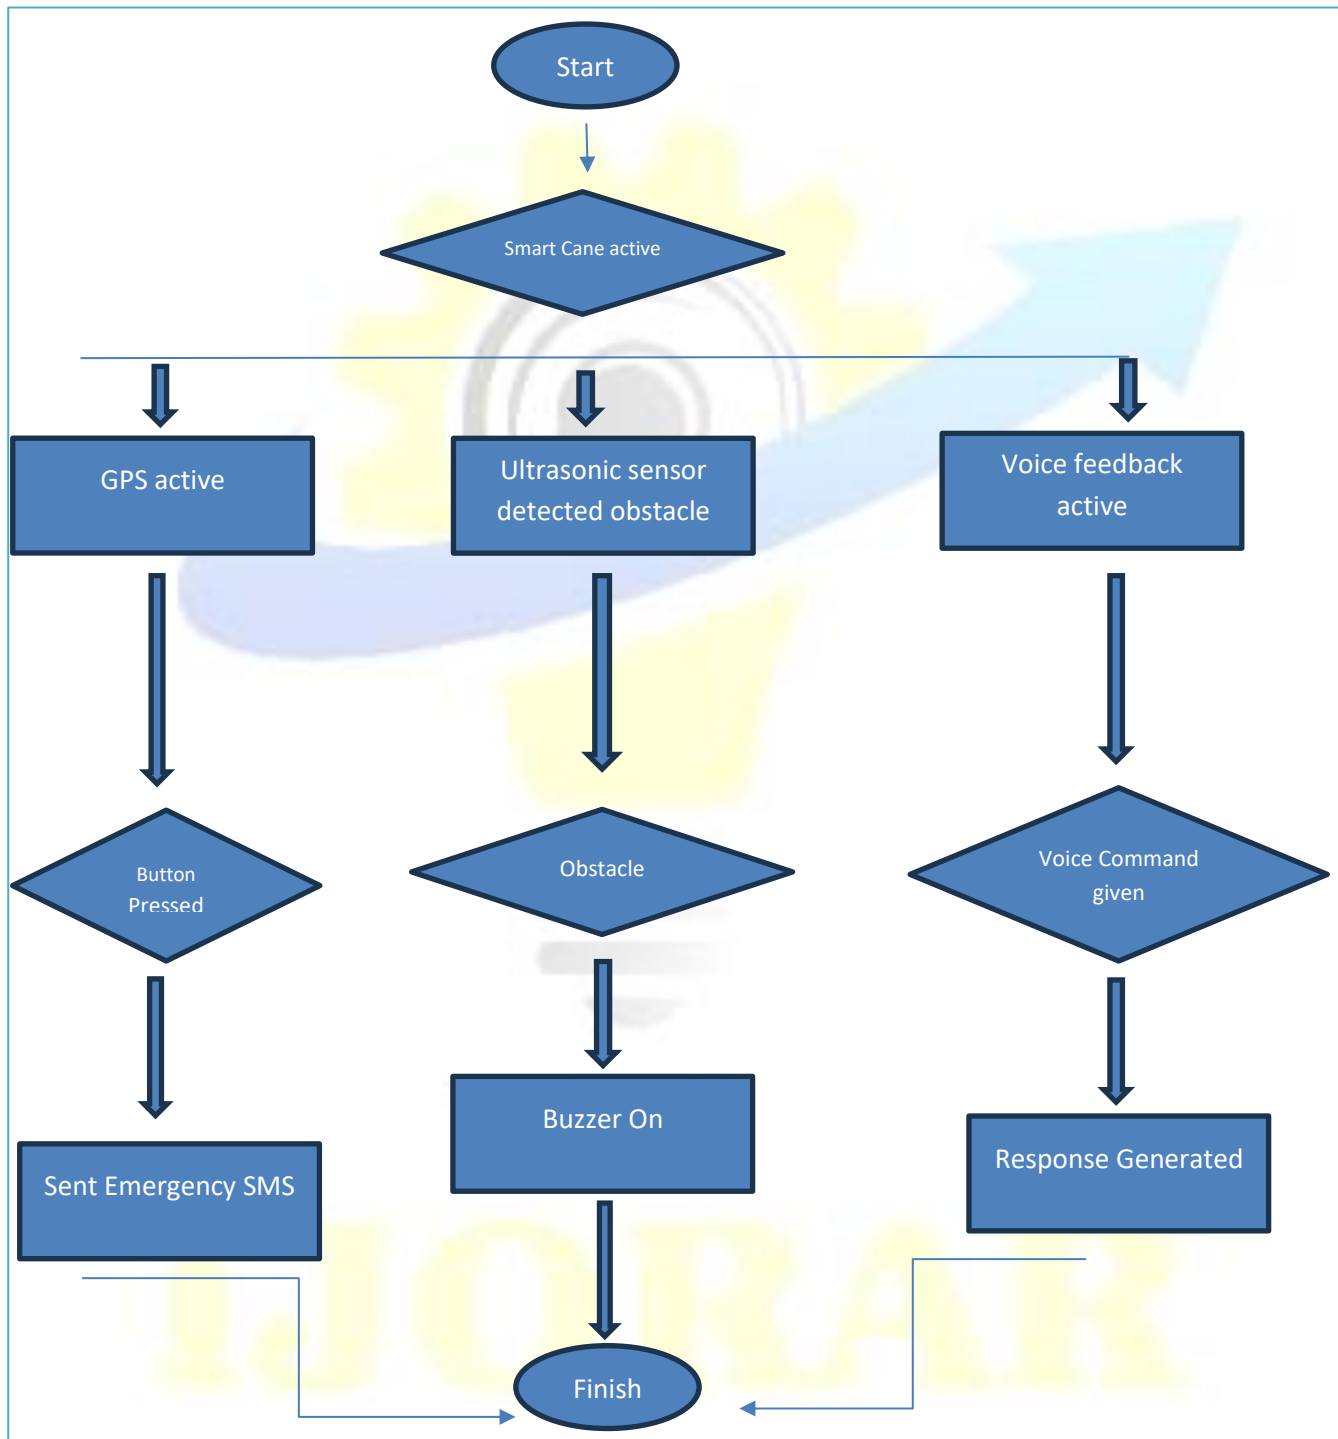 Start
Smart Cane active
GPS active
Ultrasonic sensor
detected obstacle
Voice feedback
active
Button
Pressed
Obstacle
Voice Command
given
Sent Emergency SMS
Buzzer On
Response Generated
Finish
IJORAR